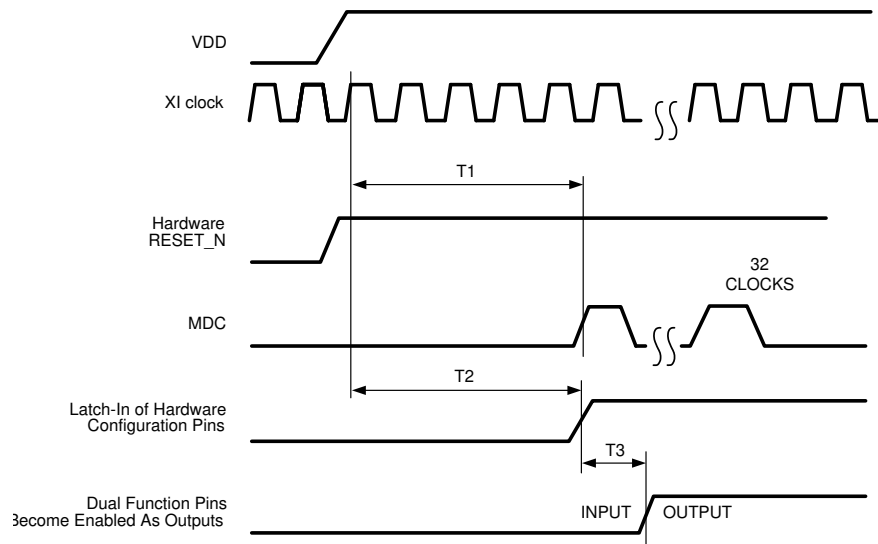 VDD
XI clock
T1
Hardware
RESET_N
32
CLOCKS
MDC
T2
Latch-In of Hardware
Configuration Pins
T3
Dual Function Pins
Become Enabled As Outputs
INPUT
OUTPUT